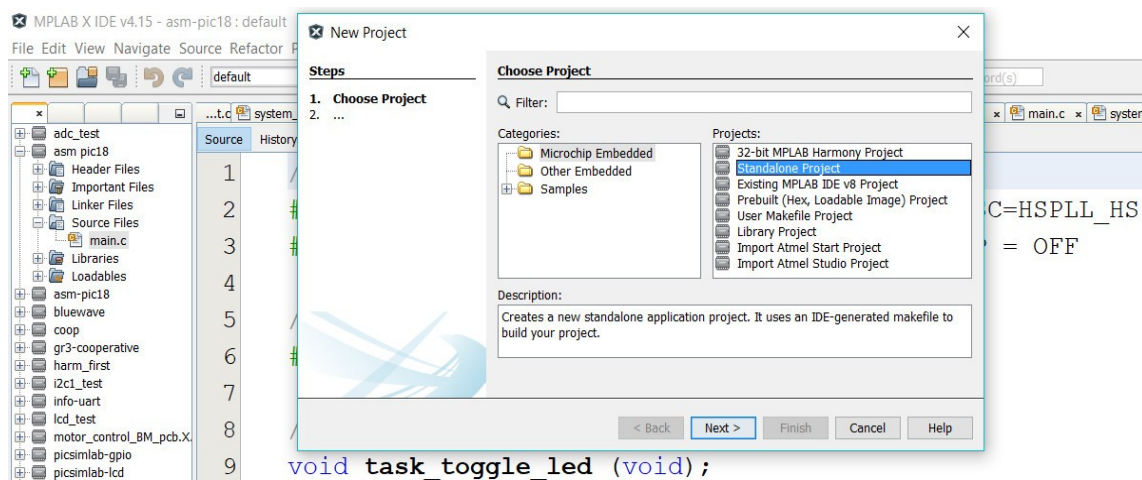 MPLAB X IDE v4.15 - asm-pic18 : default
File Edit View Navigate Source Refactor
default
ord(s)
...t.c system_
main.c
system
Source History
adc_test
asm pic18
Header Files
Important Files
Linker Files
Source Files
main.c
Libraries
Loadables
asm-pic18
bluewave
coop
gr3-cooperative
harm_first
i2c1_test
info-uart
lcd_test
motor_control_BM_pcb.X.
picsimlab-gpio
picsimlab-lcd
1 /
2 # C=HSPLL_HS
3 # = OFF
4
5 /
6 #
7
8 /
9 void task_toggle_led (void);
New Project
Steps
1. Choose Project
2. ...
Choose Project
Filter:
Categories:
Microchip Embedded
Other Embedded
Samples
Projects:
32-bit MPLAB Harmony Project
Standalone Project
Existing MPLAB IDE v8 Project
Prebuilt (Hex, Loadable Image) Project
User Makefile Project
Library Project
Import Atmel Start Project
Import Atmel Studio Project
Description:
Creates a new standalone application project. It uses an IDE-generated makefile to
build your project.
< Back Next > Finish Cancel Help